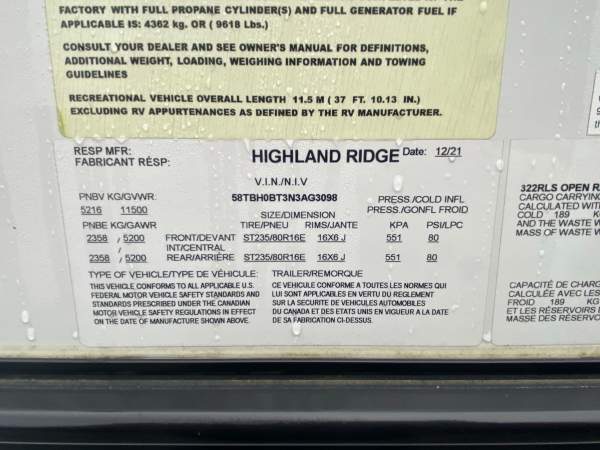 FACTORY WITH FULL PROPANE CYLINDER(S) AND FULL GENERATOR FUEL IF
APPLICABLE IS: 4362 kg. OR ( 9618 Lbs.)
CONSULT YOUR DEALER AND SEE OWNER'S MANUAL FOR DEFINITIONS,
ADDITIONAL WEIGHT, LOADING, WEIGHING INFORMATION AND TOWING
GUIDELINES
RECREATIONAL VEHICLE OVERALL LENGTH 11.5 M ( 37 FT. 10.13 IN.)
EXCLUDING RV APPURTENANCES AS DEFINED BY THE RV MANUFACTURER.
RESP MFR:
FABRICANT RÉSP:
HIGHLAND RIDGE Date: 12/21
V.I.N./N.I.V
58TBH0BT3N3AG3098
PNBV KG/GVWR:
5216 11500
PNBE KG/GAWR
SIZE/DIMENSION
TIRE/PNEU RIM/JANTE
PRESS./COLD INFL
PRESS./GONFL FROID
KPA PSI/LPC
2358 / 5200 FRONT/DEVANT ST235/80R16E 16X6 J 551 80
INT/CENTRAL
2358 / 5200 REAR/ARRIÈRE ST235/80R16E 16X6 J 551 80
TYPE OF VEHICLE/TYPE DE VÉHICULE: TRAILER/REMORQUE
THIS VEHICLE CONFORMS TO ALL APPLICABLE U.S.
FEDERAL MOTOR VEHICLE SAFETY STANDARDS AND
STANDARDS PRESCRIBED UNDER THE CANADIAN
MOTOR VEHICLE SAFETY REGULATIONS IN EFFECT
ON THE DATE OF MANUFACTURE SHOWN ABOVE.
CE VÉHICULE CONFORME A TOUTES LES NORMES QUI
LUI SONT APPLICABLES EN VERTU DU REGLEMENT
SUR LA SECURITE DE VEHICULES AUTOMOBILES
DU CANADA ET DES ETATS UNIS EN VIGUEUR A LA DATE
DE SA FABRICATION CI-DESSUS.
322RLS OPEN
CARGO CARRYING
CALCULATED
COLD 189
AND THE WASTE
MASS OF WASTE
CAPACITÉ DE
CALCULÉE AVEC LES
FROID 189
ET LES RÉSERVOIRS
MASSE DES RÉSERVOIRS